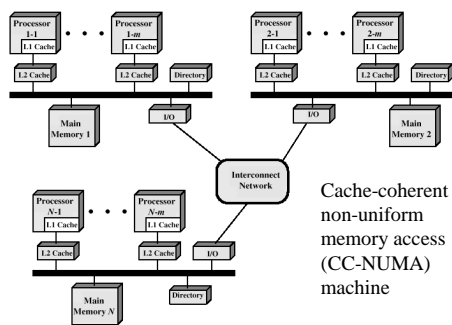 Processor
1-1
L1 Cache
Processor
1-m
L1 Cache
L2 Cache
L2 Cache
Directory
Main
Memory 1
I/O
Processor
2-1
L1 Cache
Processor
2-m
L1 Cache
L2 Cache
L2 Cache
Directory
I/O
Main
Memory 2
Interconnect
Network
Processor
N-1
L1 Cache
Processor
N-m
L1 Cache
L2 Cache
L2 Cache
I/O
Main
Memory N
Directory
Cache-coherent
non-uniform
memory access
(CC-NUMA)
machine